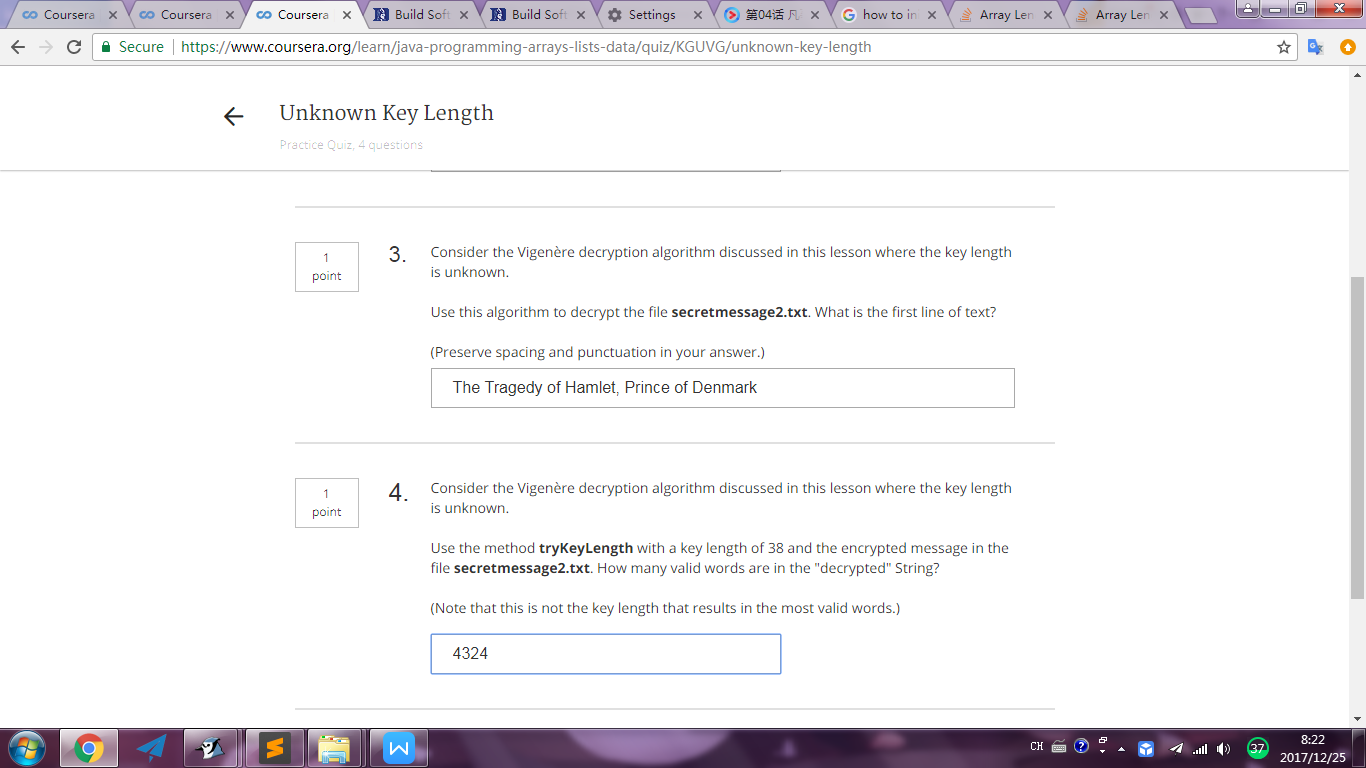 Coursera
Coursera
Coursera
Build Soft
Build Soft
Settings
第04话 凡
how to in
Array Len
Array Len
Secure
https://www.coursera.org/learn/java-programming-arrays-lists-data/quiz/KGUVG/unknown-key-length
Unknown Key Length
Practice Quiz, 4 questions
1
point
3.
Consider the Vigenère decryption algorithm discussed in this lesson where the key length
is unknown.
Use this algorithm to decrypt the file secretmessage2.txt. What is the first line of text?
(Preserve spacing and punctuation in your answer.)
The Tragedy of Hamlet, Prince of Denmark
1
point
4.
Consider the Vigenère decryption algorithm discussed in this lesson where the key length
is unknown.
Use the method tryKeyLength with a key length of 38 and the encrypted message in the
file secretmessage2.txt. How many valid words are in the "decrypted" String?
(Note that this is not the key length that results in the most valid words.)
4324
CH
37
8:22
2017/12/25